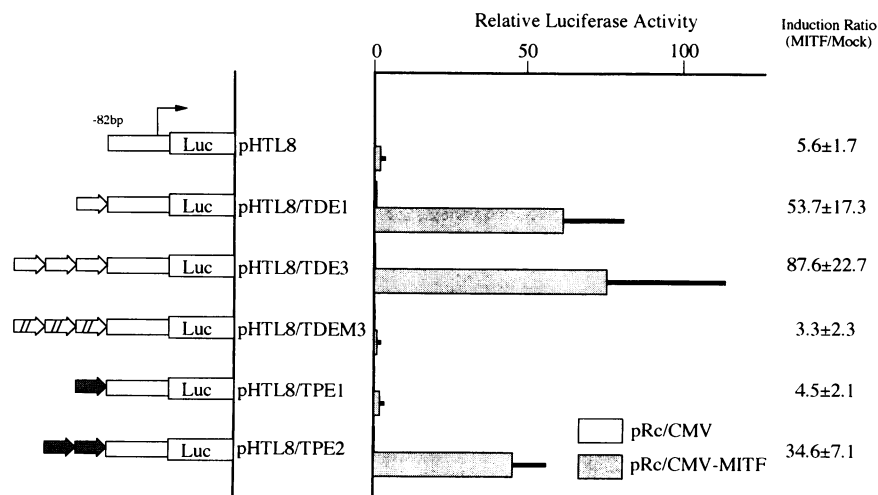 Relative Luciferase Activity
Induction Ratio
(MITF/Mock)
0 50 100
-82bp
Luc pHTL8 5.6±1.7
Luc pHTL8/TDE1 53.7±17.3
Luc pHTL8/TDE3 87.6±22.7
Luc pHTL8/TDEM3 3.3±2.3
Luc pHTL8/TPE1 4.5±2.1
Luc pHTL8/TPE2 34.6±7.1
pRc/CMV
pRc/CMV-MITF